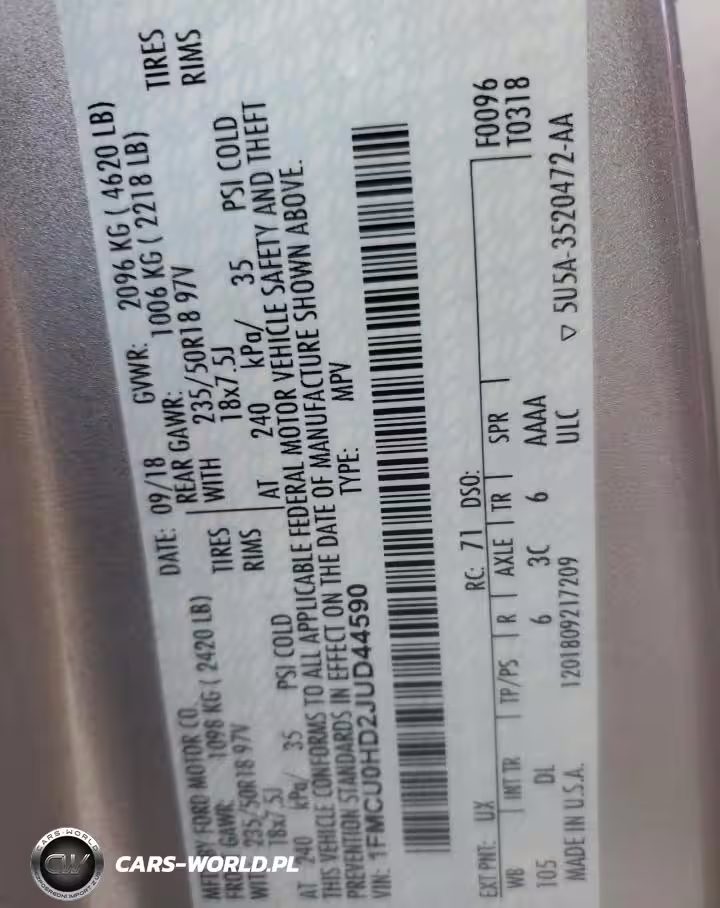 MFD. BY FORD MOTOR CO. DATE: 09/18 GVWR: 2096 KG ( 4620 LB)
FRONT GAWR: 1098 KG ( 2420 LB) REAR GAWR: 1006 KG ( 2218 LB)
WITH 235/50R18 97V TIRES WITH 235/50R18 97V TIRES
18x7.5J RIMS 18x7.5J RIMS
AT 240 kPa/ 35 PSI COLD AT 240 kPa/ 35 PSI COLD
THIS VEHICLE CONFORMS TO ALL APPLICABLE FEDERAL MOTOR VEHICLE SAFETY AND THEFT
PREVENTION STANDARDS IN EFFECT ON THE DATE OF MANUFACTURE SHOWN ABOVE.
VIN: 1FMCU0HD2JUD44590 TYPE: MPV
EXT PNT: UX RC: 71 DSO: F0096
WB INT TR TP/PS R AXLE TR SPR T0318
105 DL 6 3C 6 AAAA
MADE IN U.S.A. 1201809217209 ULC ▽ 5U5A-3520472-AA
CARS-WORLD
CW
CARS-WORLD.PL